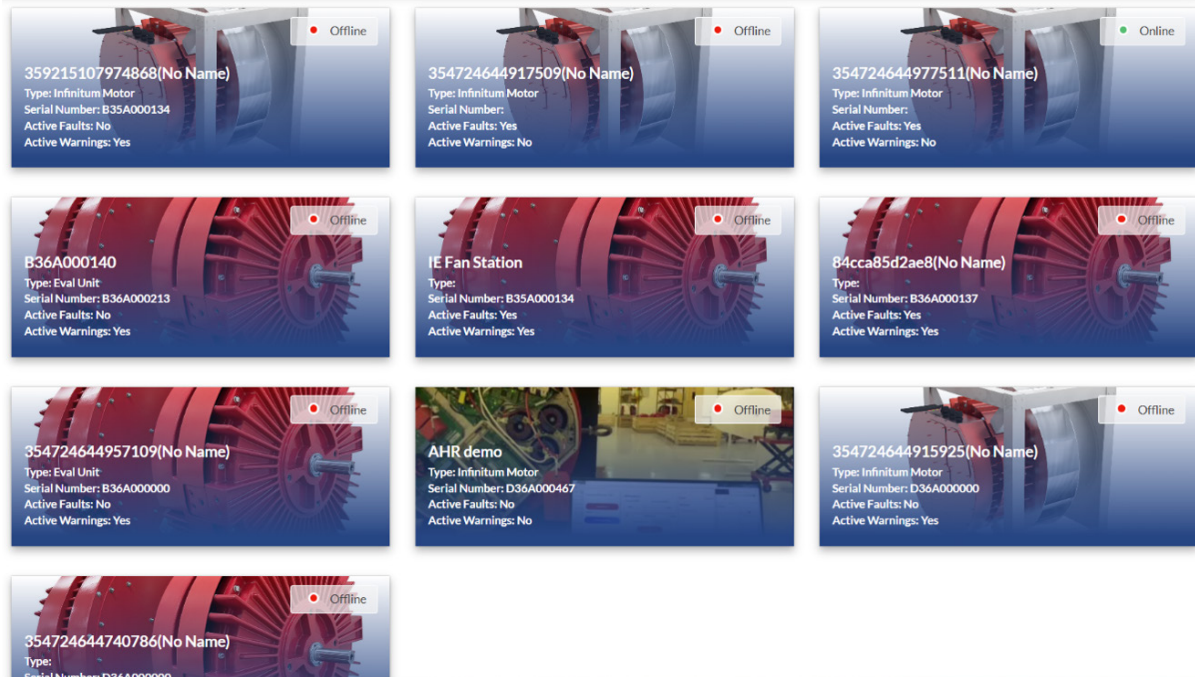 Offline
359215107974868(No Name)
Type: Infinitum Motor
Serial Number: B35A000134
Active Faults: No
Active Warnings: Yes
Offline
354724644917509(No Name)
Type: Infinitum Motor
Serial Number:
Active Faults: Yes
Active Warnings: No
Online
354724644977511(No Name)
Type: Infinitum Motor
Serial Number:
Active Faults: Yes
Active Warnings: No
Offline
B36A000140
Type: Eval Unit
Serial Number: B36A000213
Active Faults: No
Active Warnings: Yes
Offline
IE Fan Station
Type:
Serial Number: B35A000134
Active Faults: Yes
Active Warnings: Yes
Offline
84cca85d2ae8(No Name)
Type:
Serial Number: B36A000137
Active Faults: Yes
Active Warnings: Yes
Offline
354724644957109(No Name)
Type: Eval Unit
Serial Number: B36A000000
Active Faults: No
Active Warnings: Yes
Offline
AHR demo
Type: Infinitum Motor
Serial Number: D36A000467
Active Faults: No
Active Warnings: No
Offline
354724644915925(No Name)
Type: Infinitum Motor
Serial Number: D36A000000
Active Faults: No
Active Warnings: Yes
Offline
354724644740786(No Name)
Type:
Serial Number: D36A000000